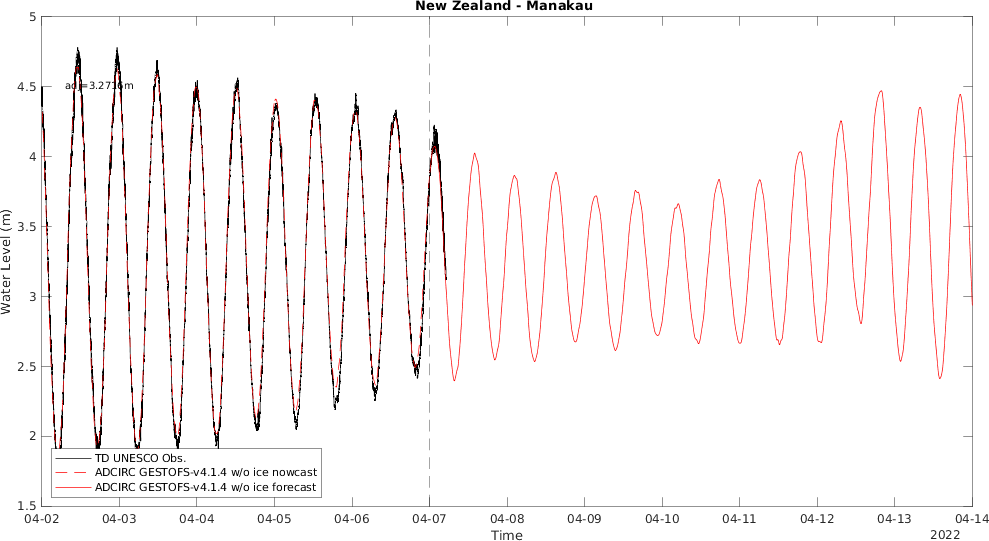 New Zealand - Manakau
5
4.5
4
3.5
3
2.5
2
1.5
Water Level (m)
TD UNESCO Obs.
ADCIRC GESTOFS-v4.1.4 w/o ice nowcast
ADCIRC GESTOFS-v4.1.4 w/o ice forecast
04-02 04-03 04-04 04-05 04-06 04-07 04-08 04-09 04-10 04-11 04-12 04-13 04-14
Time
2022